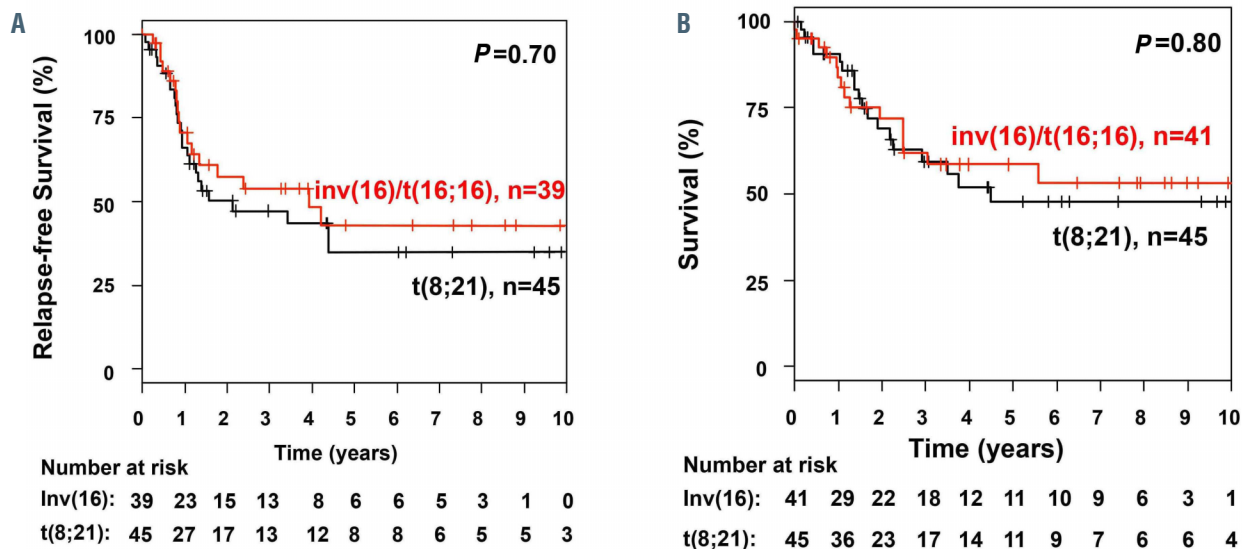 A
100
75
50
25
0
Relapse-free Survival (%)
P=0.70
inv(16)/t(16;16), n=39
t(8;21), n=45
0 1 2 3 4 5 6 7 8 9 10
Time (years)
Number at risk
Inv(16): 39 23 15 13 8 6 6 5 3 1 0
t(8;21): 45 27 17 13 12 8 8 6 5 5 3
B
100
75
50
25
0
Survival (%)
P=0.80
inv(16)/t(16;16), n=41
t(8;21), n=45
0 1 2 3 4 5 6 7 8 9 10
Time (years)
Number at risk
Inv(16): 41 29 22 18 12 11 10 9 6 3 1
t(8;21): 45 36 23 17 14 11 9 7 6 6 4